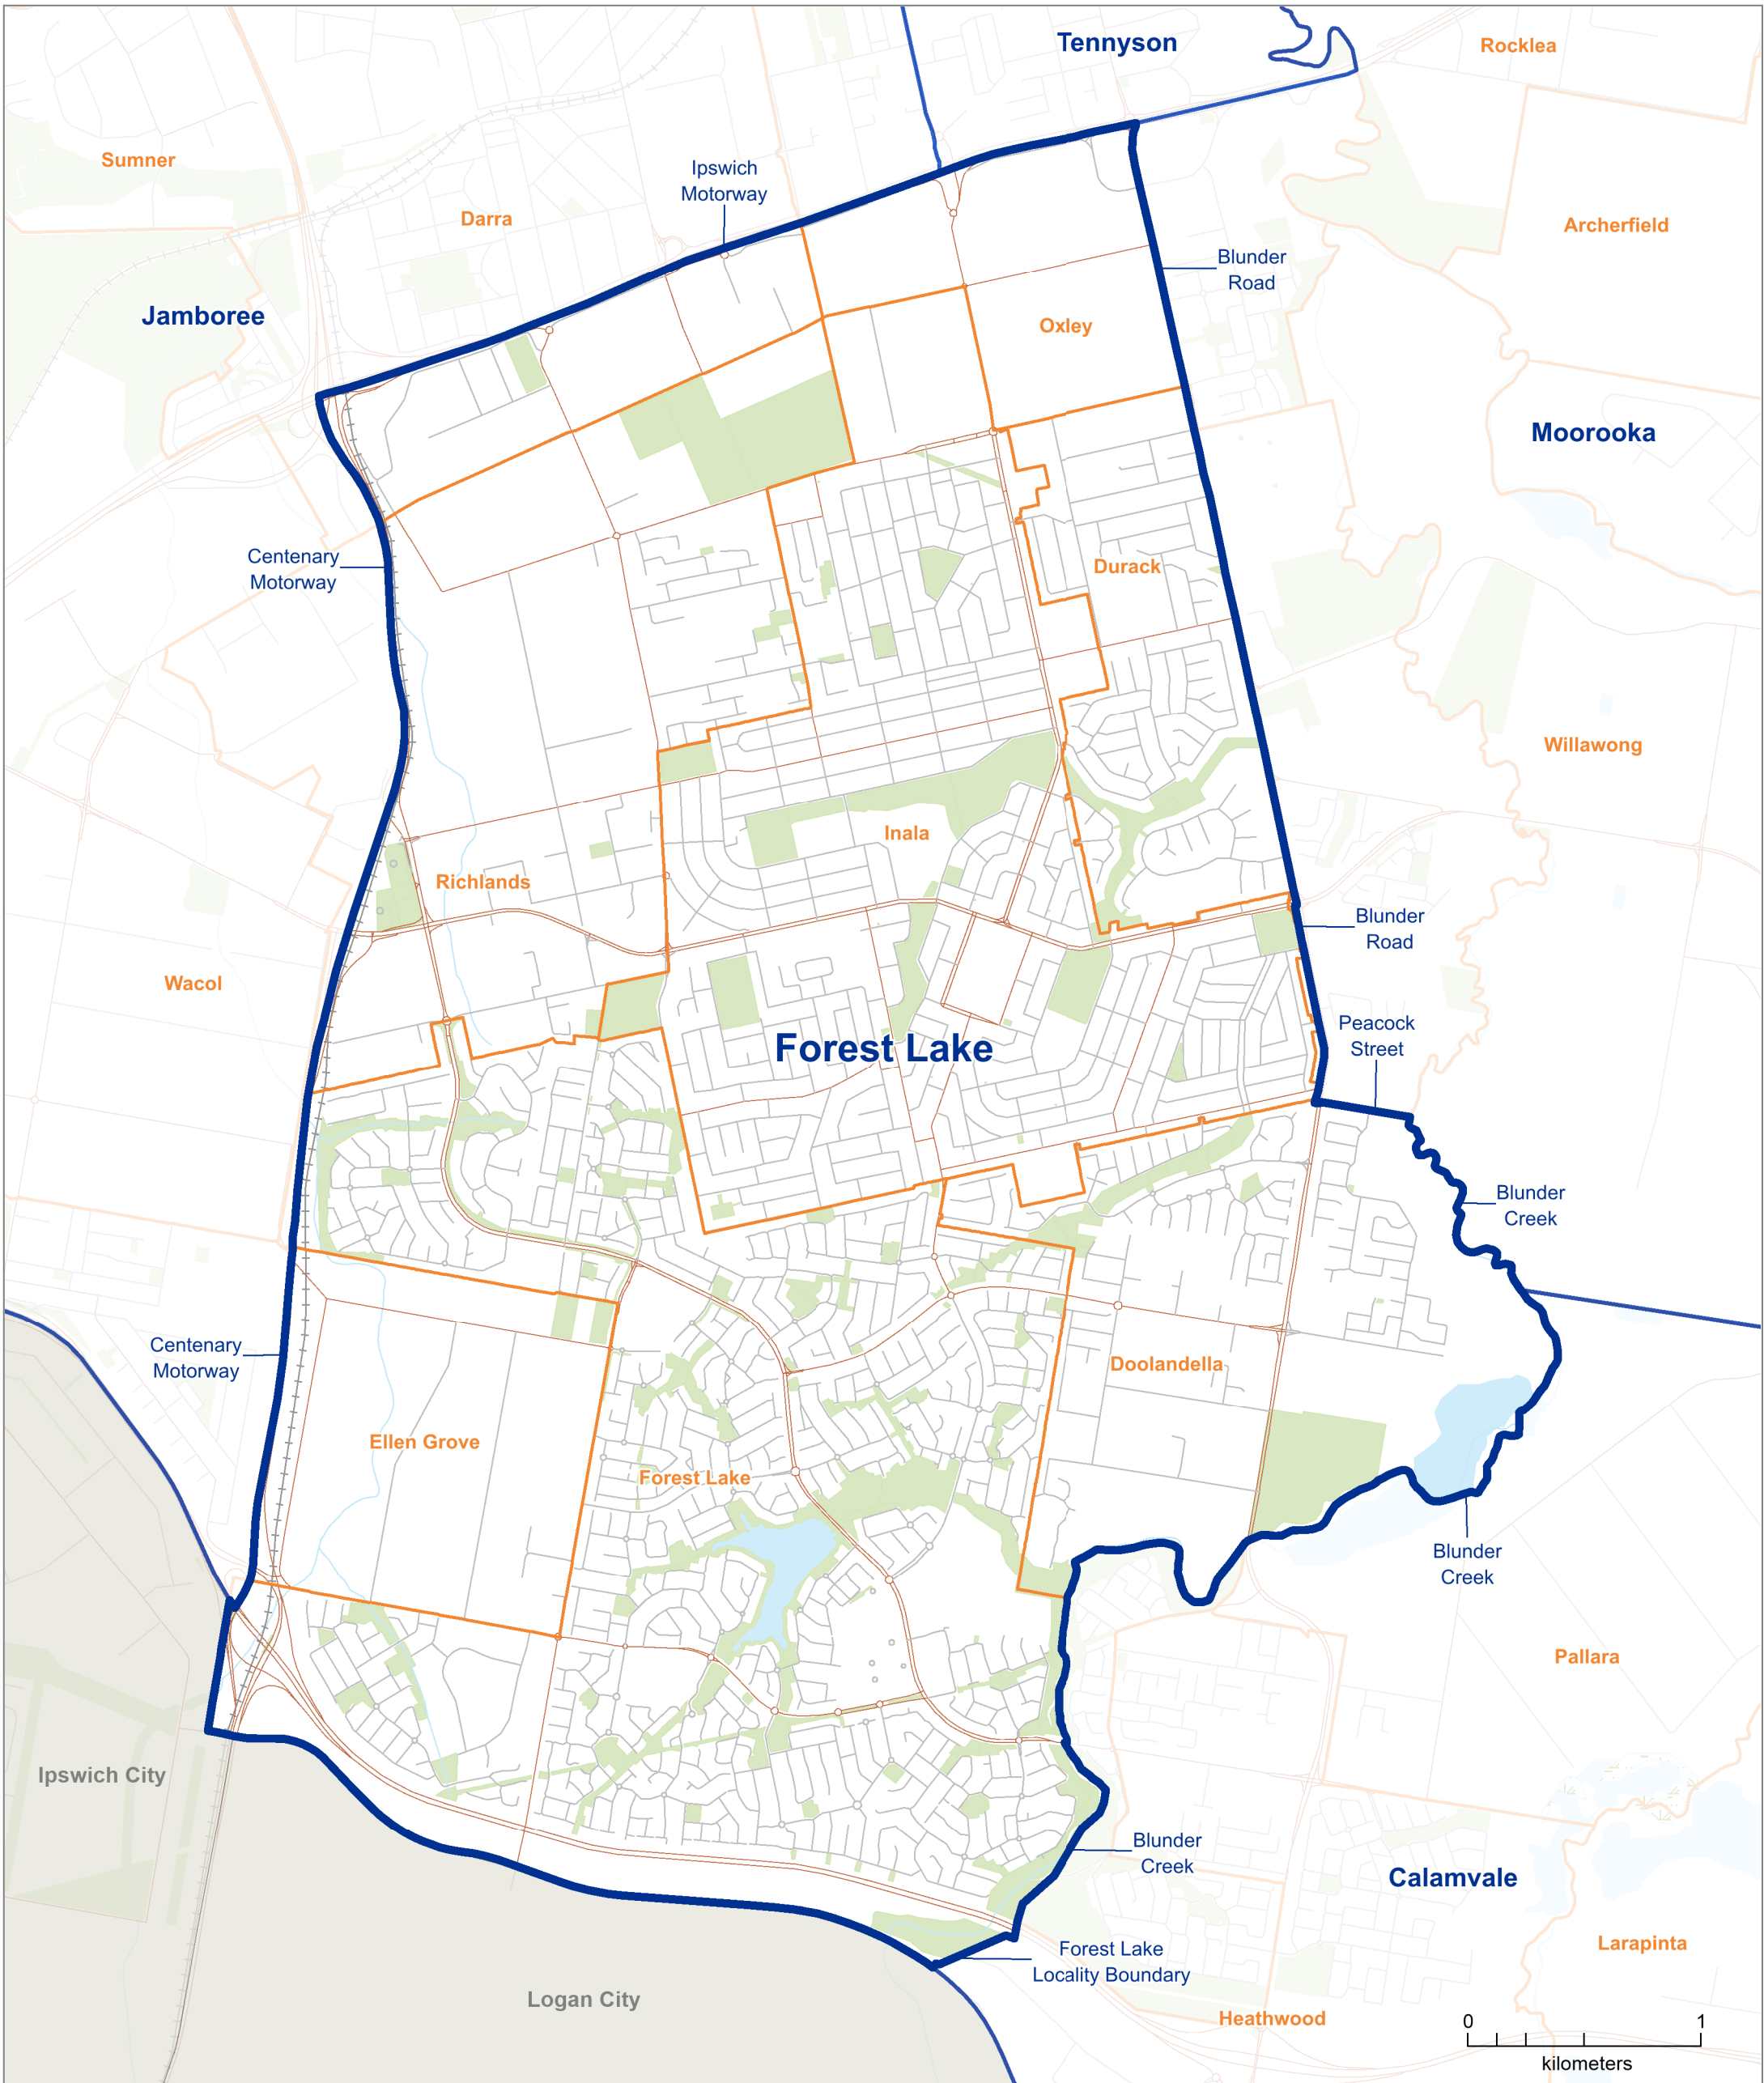 Tennyson
Rocklea
Sumner
Ipswich
Motorway
Darra
Archerfield
Blunder
Road
Jamboree
Oxley
Moorooka
Centenary
Motorway
Durack
Willawong
Inala
Richlands
Blunder
Road
Wacol
Peacock
Street
Forest Lake
Blunder
Creek
Centenary
Motorway
Doolandella
Ellen Grove
Forest Lake
Blunder
Creek
Pallara
Ipswich City
Blunder
Creek
Calamvale
Larapinta
Forest Lake
Locality Boundary
Logan City
Heathwood
0 1
kilometers